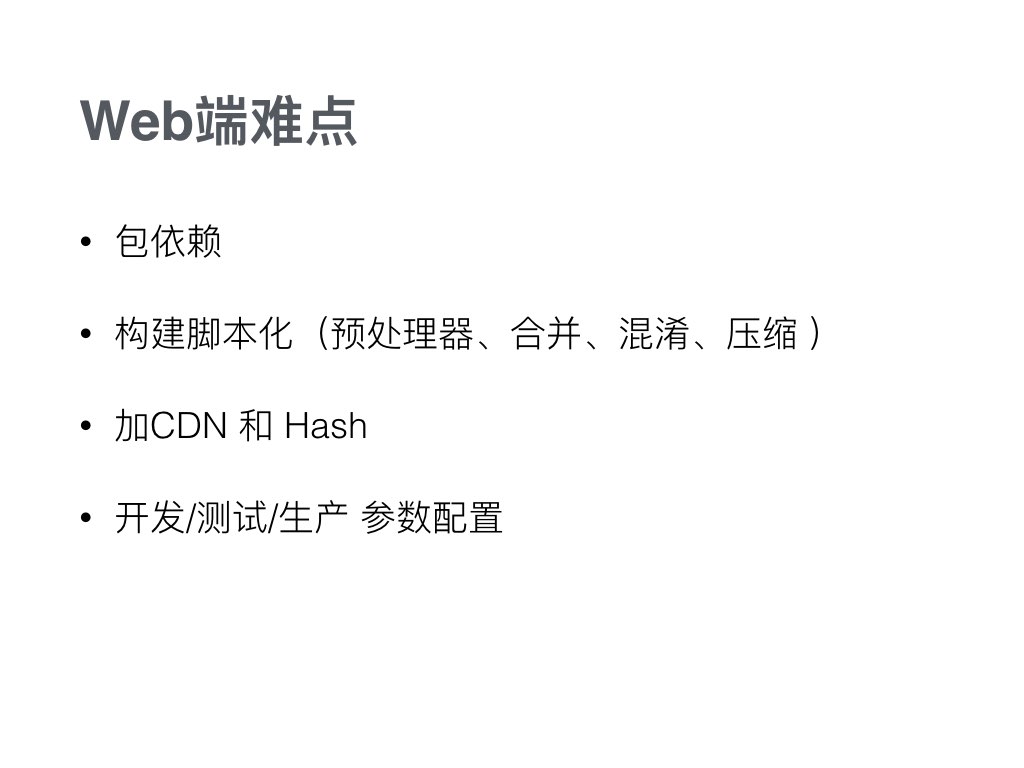 Web端难点
• 包依赖
• 构建脚本化（预处理器、合并、混淆、压缩 ）
• 加CDN 和 Hash
• 开发/测试/生产 参数配置